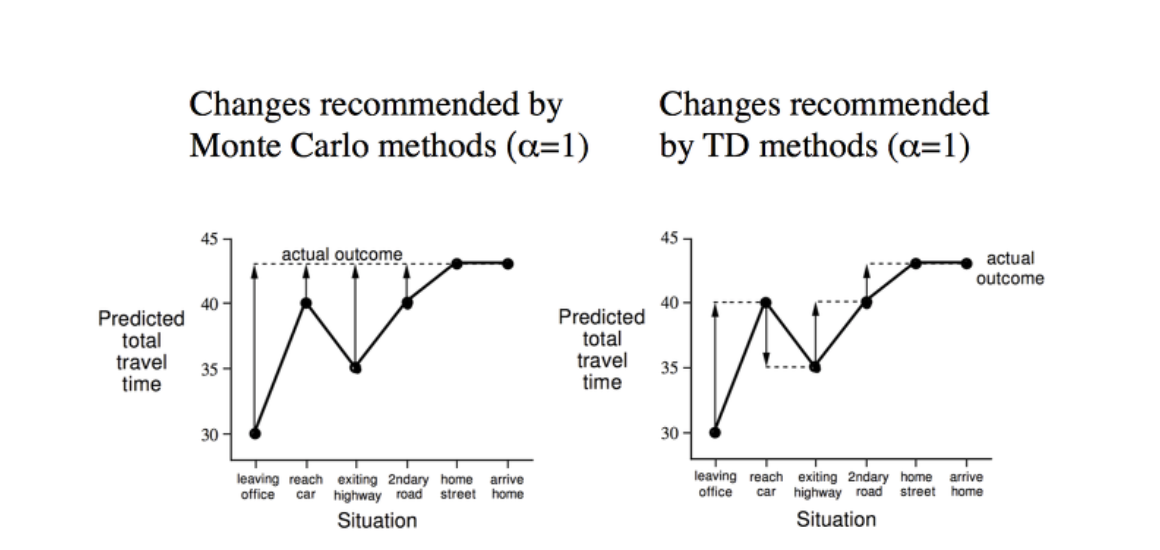 Changes recommended by
Monte Carlo methods (α=1)
45
actual outcome
40
35
30
Predicted
total
travel
time
leaving
office
reach
car
exiting
highway
2ndary
road
home
street
arrive
home
Situation
Changes recommended
by TD methods (α=1)
45
actual
outcome
40
35
30
Predicted
total
travel
time
leaving
office
reach
car
exiting
highway
2ndary
road
home
street
arrive
home
Situation